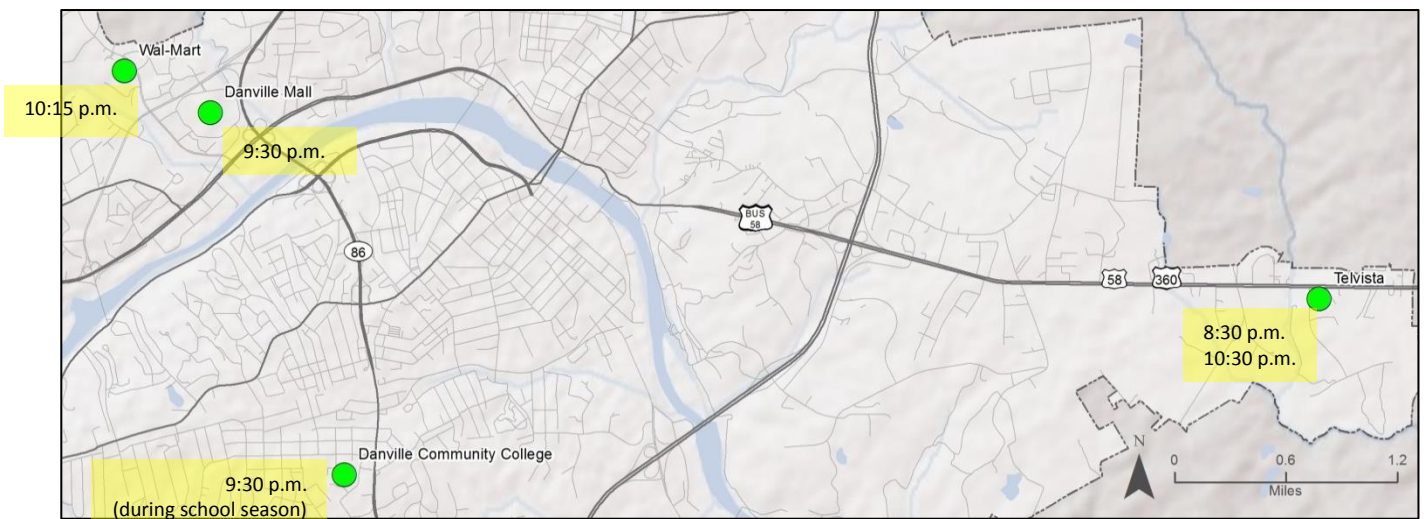 Wal-Mart
10:15 p.m.
Danville Mall
9:30 p.m.
BUS
58
86
58
360
Telvista
8:30 p.m.
10:30 p.m.
Danville Community College
9:30 p.m.
(during school season)
N
0 0.6 1.2
Miles